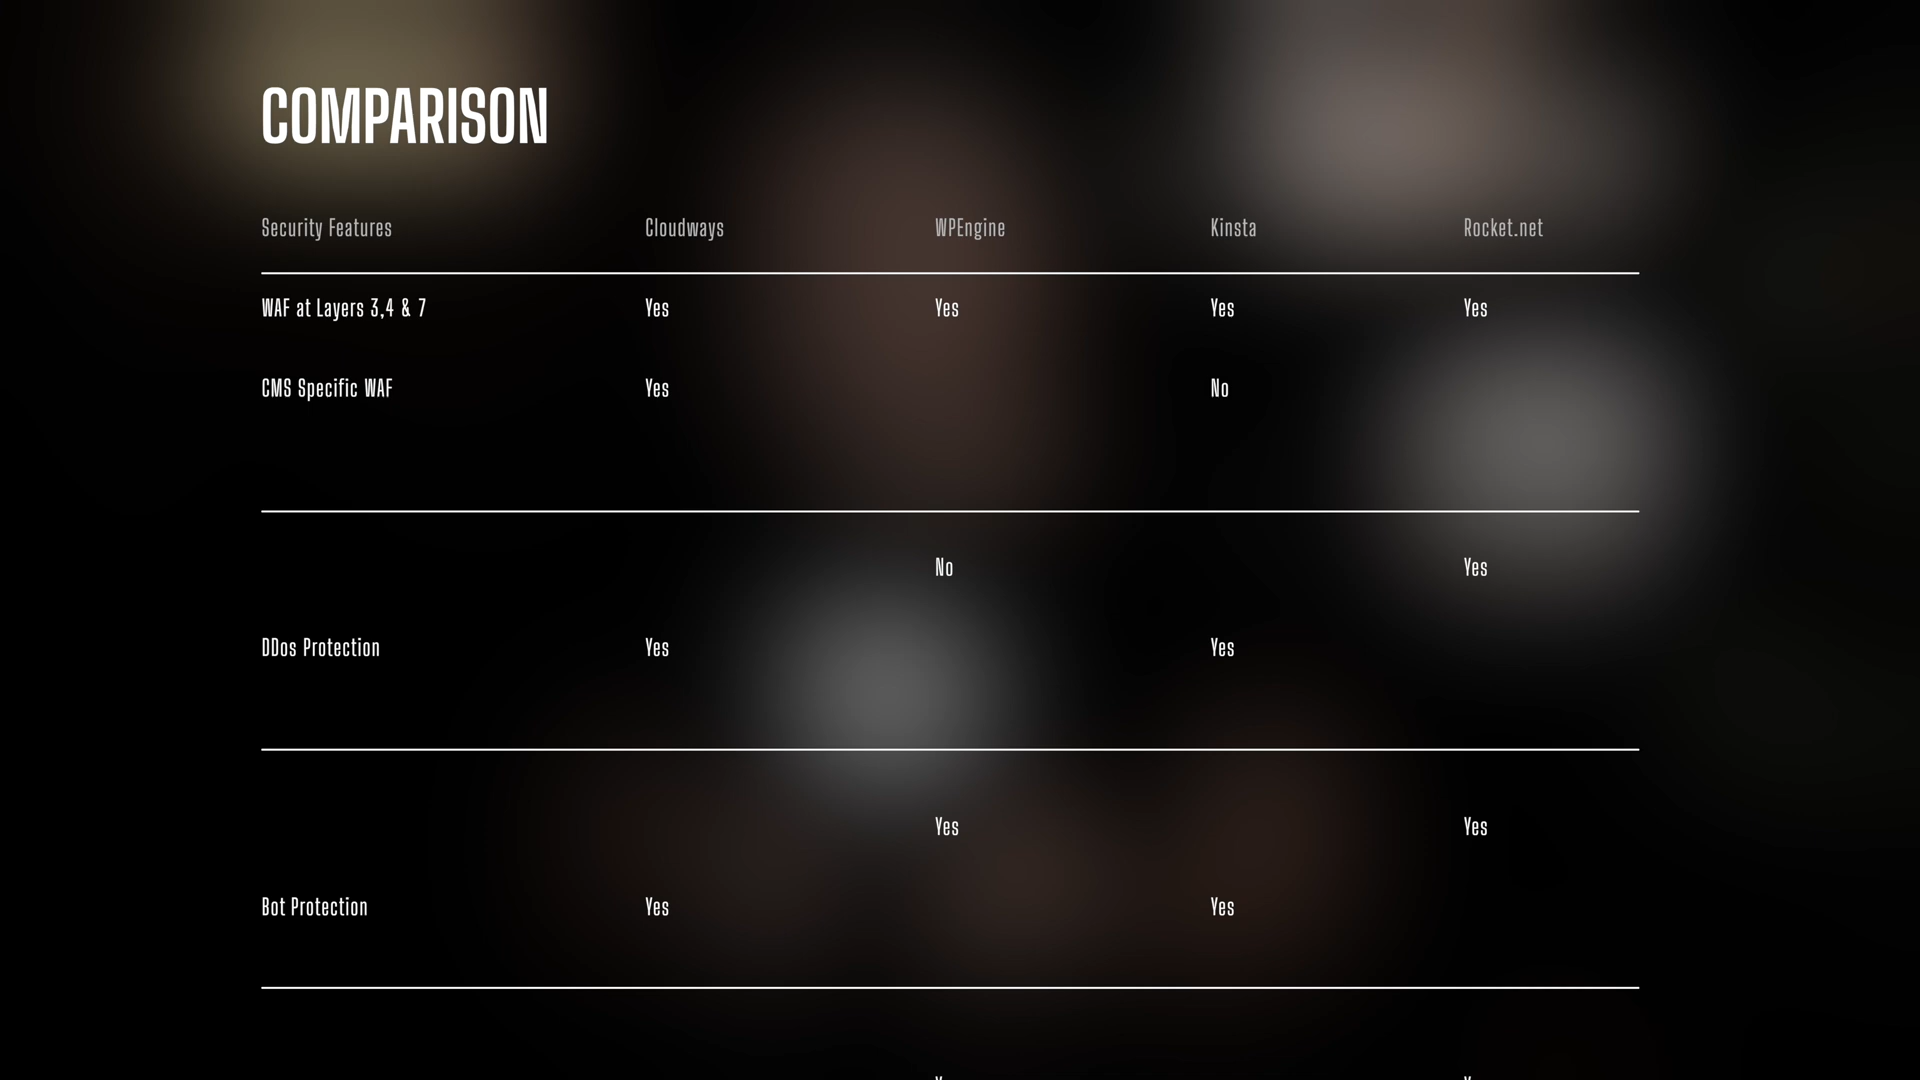 COMPARISON
Security Features Cloudways WPEngine Kinsta Rocket.net
WAF at Layers 3,4 & 7 Yes Yes Yes Yes
CMS Specific WAF Yes No
No Yes
DDos Protection Yes Yes
Yes Yes
Bot Protection Yes Yes